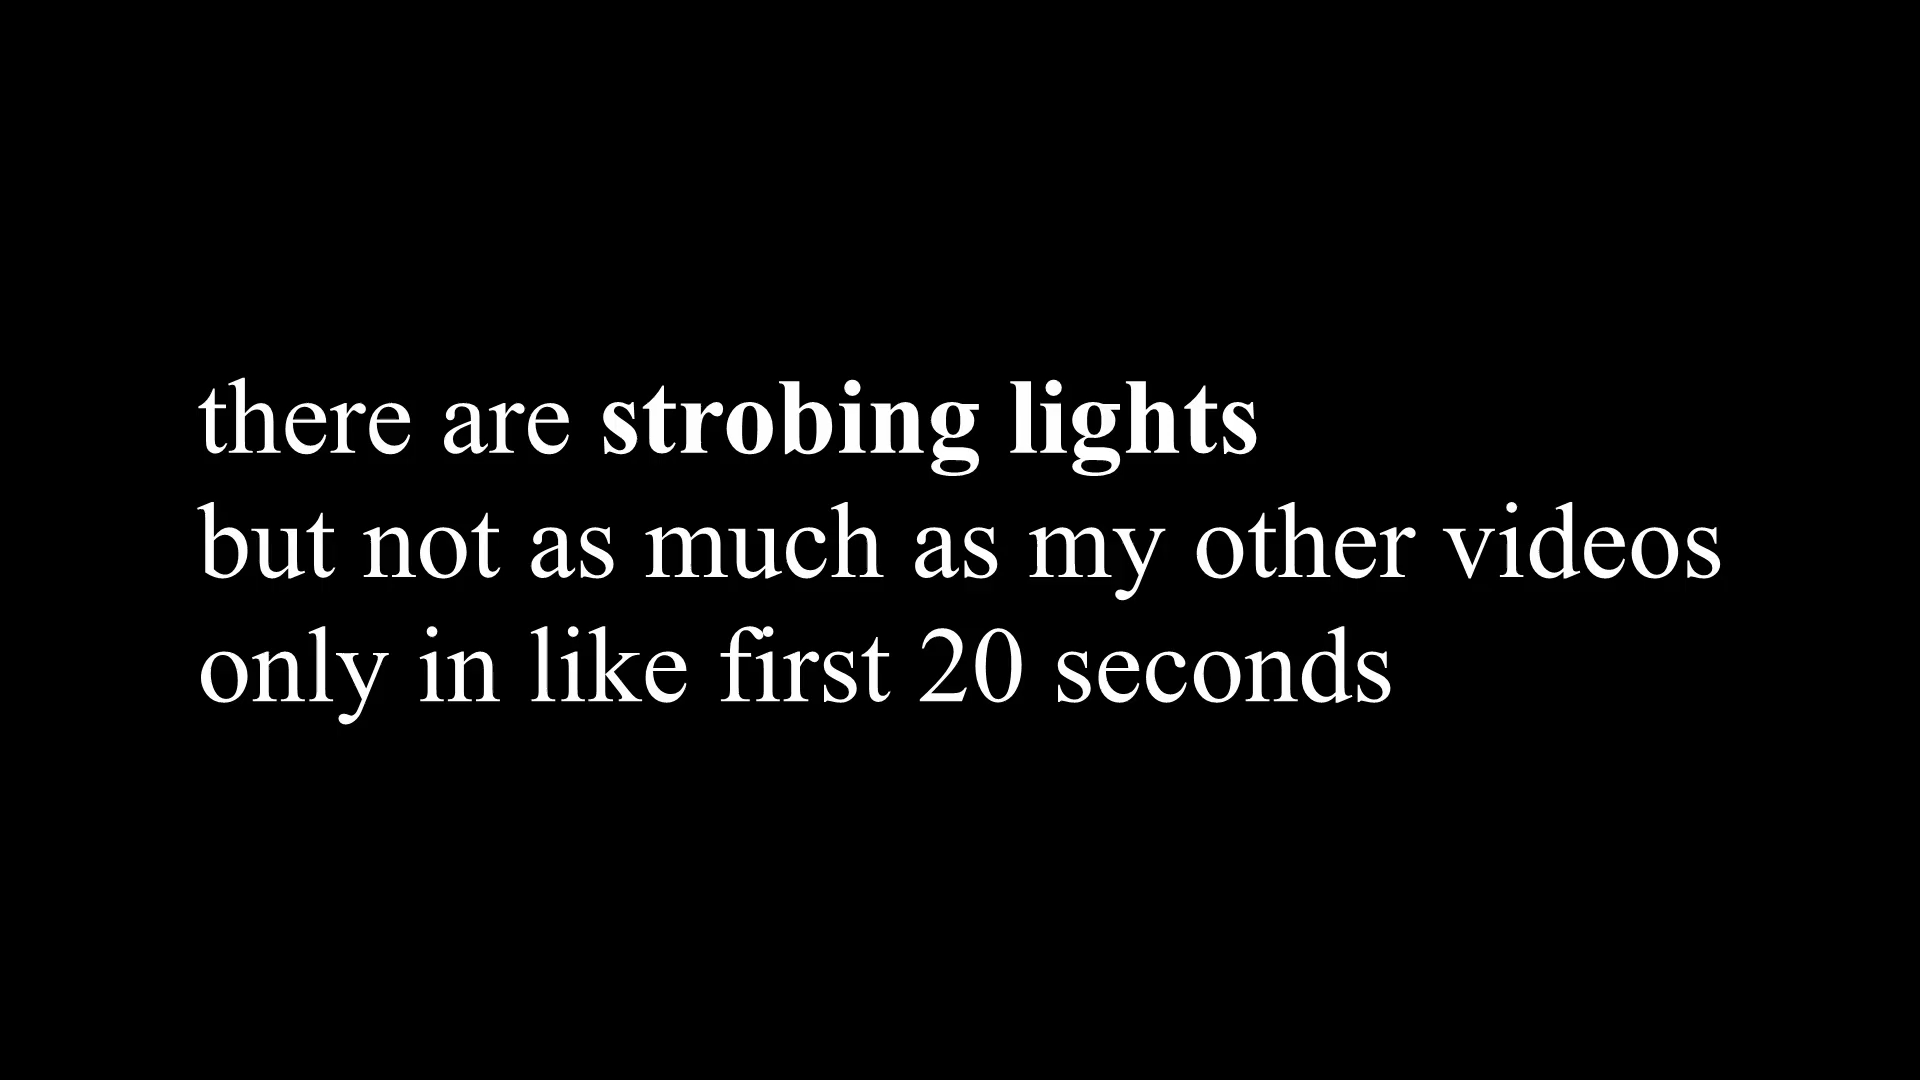 there are strobing lights
but not as much as my other videos
only in like first 20 seconds